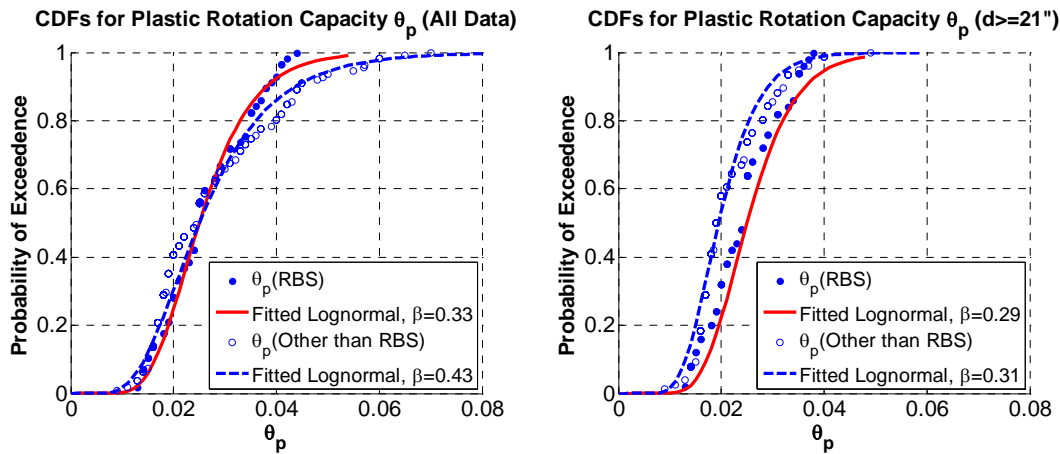 CDFs for Plastic Rotation Capacity θp (All Data)
Probability of Exceedence
1
0.8
0.6
0.4
0.2
0
0 0.02 0.04 0.06 0.08
θp
θp(RBS)
Fitted Lognormal, β=0.33
θp(Other than RBS)
Fitted Lognormal, β=0.43
CDFs for Plastic Rotation Capacity θp (d>=21")
Probability of Exceedence
1
0.8
0.6
0.4
0.2
0
0 0.02 0.04 0.06 0.08
θp
θp(RBS)
Fitted Lognormal, β=0.29
θp(Other than RBS)
Fitted Lognormal, β=0.31